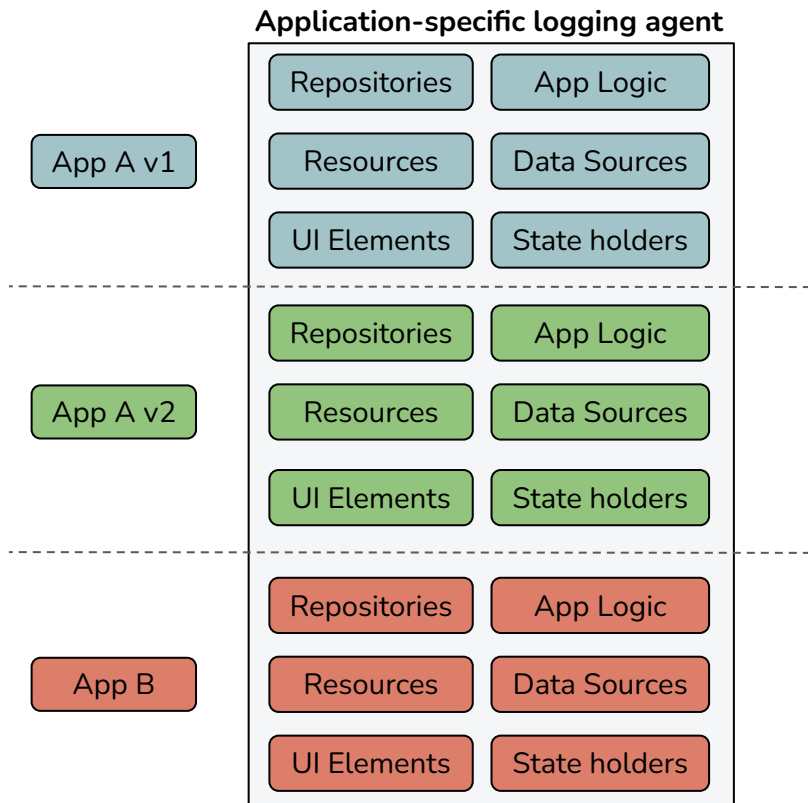 Application-specific logging agent
Repositories App Logic
App A v1
Resources Data Sources
UI Elements State holders
Repositories App Logic
App A v2
Resources Data Sources
UI Elements State holders
Repositories App Logic
App B
Resources Data Sources
UI Elements State holders